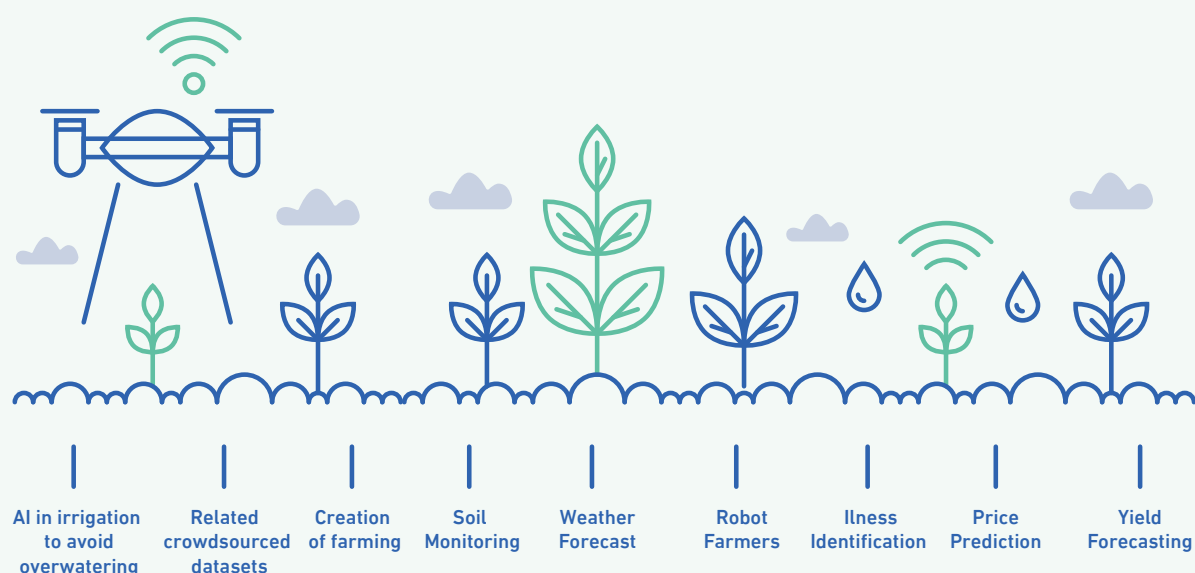 AI in irrigation
to avoid
overwatering
Related
crowdsourced
datasets
Creation
of farming
Soil
Monitoring
Weather
Forecast
Robot
Farmers
Ilness
Identification
Price
Prediction
Yield
Forecasting